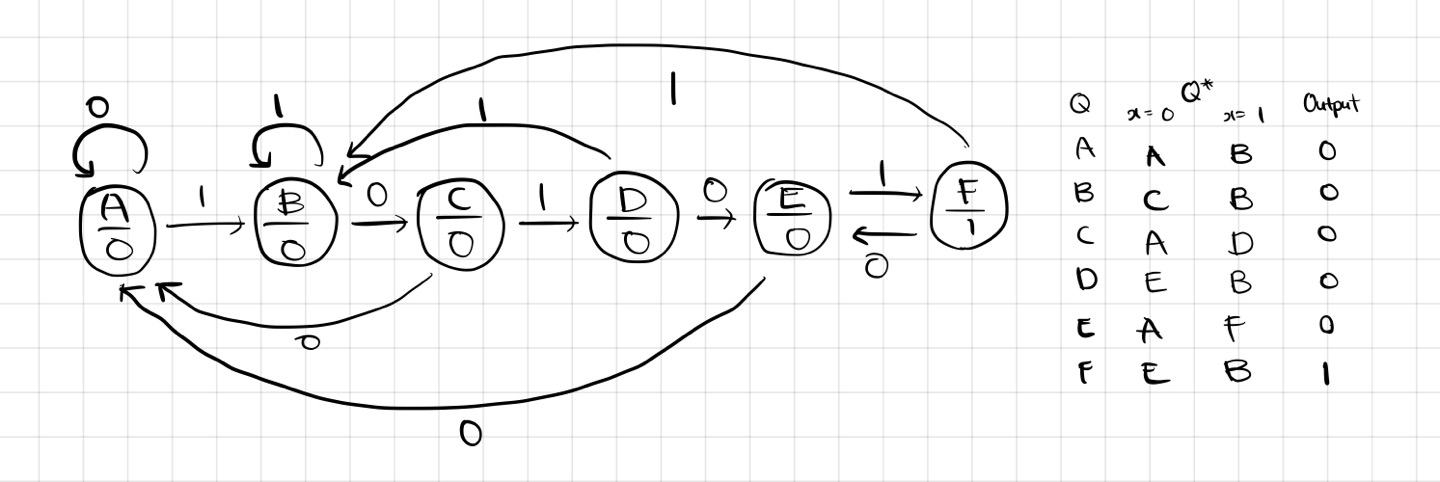 1
0 1 1
Q Q* Output
x=0 x=1
A A B 0
1 0 1 0 1
A B C D E F
0 0 0 0 0 1
B C B 0
C A D 0
0
D E B 0
0
E A F 0
F E B 1
0